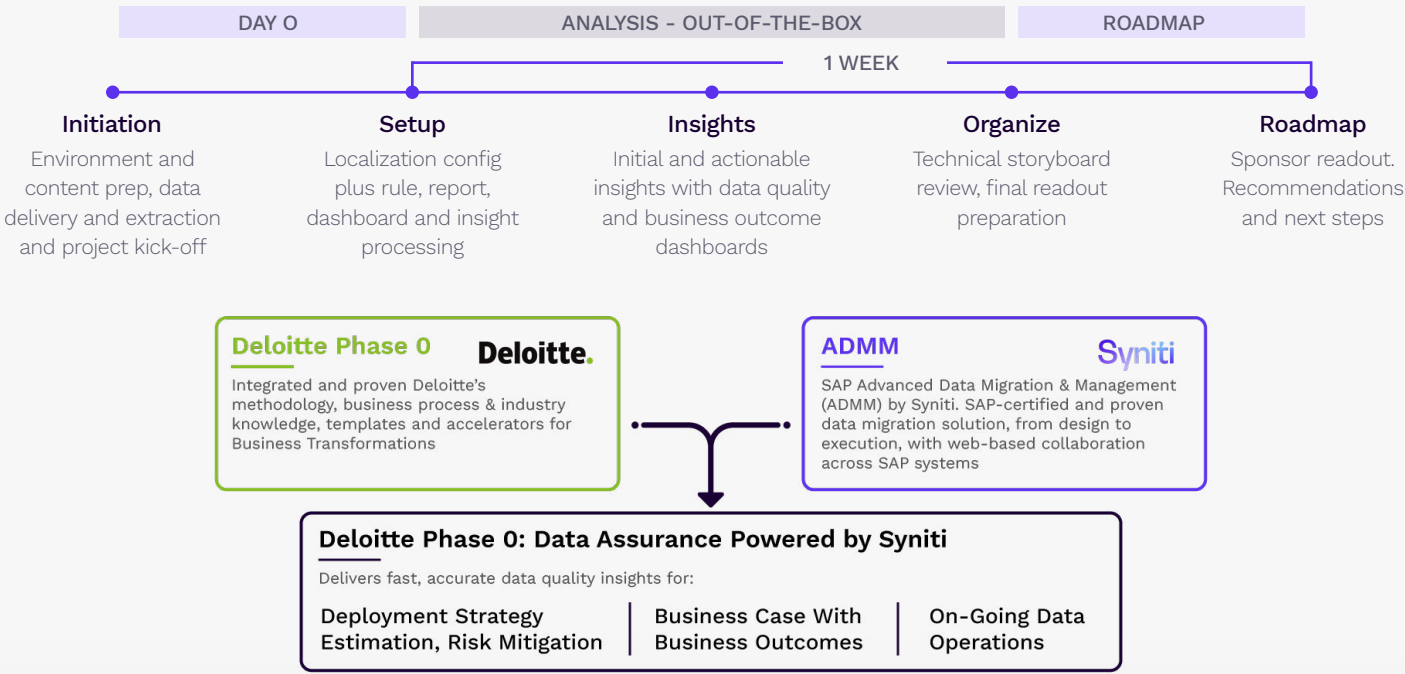 DAY 0
ANALYSIS - OUT-OF-THE-BOX
ROADMAP
1 WEEK
Initiation
Environment and
content prep, data
delivery and extraction
and project kick-off
Setup
Localization config
plus rule, report,
dashboard and insight
processing
Insights
Initial and actionable
insights with data quality
and business outcome
dashboards
Organize
Technical storyboard
review, final readout
preparation
Roadmap
Sponsor readout.
Recommendations
and next steps
Deloitte Phase 0
Deloitte.
Integrated and proven Deloitte's
methodology, business process & industry
knowledge, templates and accelerators for
Business Transformations
ADMM
Syniti
SAP Advanced Data Migration & Management
(ADMM) by Syniti. SAP-certified and proven
data migration solution, from design to
execution, with web-based collaboration
across SAP systems
Deloitte Phase 0: Data Assurance Powered by Syniti
Delivers fast, accurate data quality insights for:
Deployment Strategy
Estimation, Risk Mitigation
Business Case With
Business Outcomes
On-Going Data
Operations